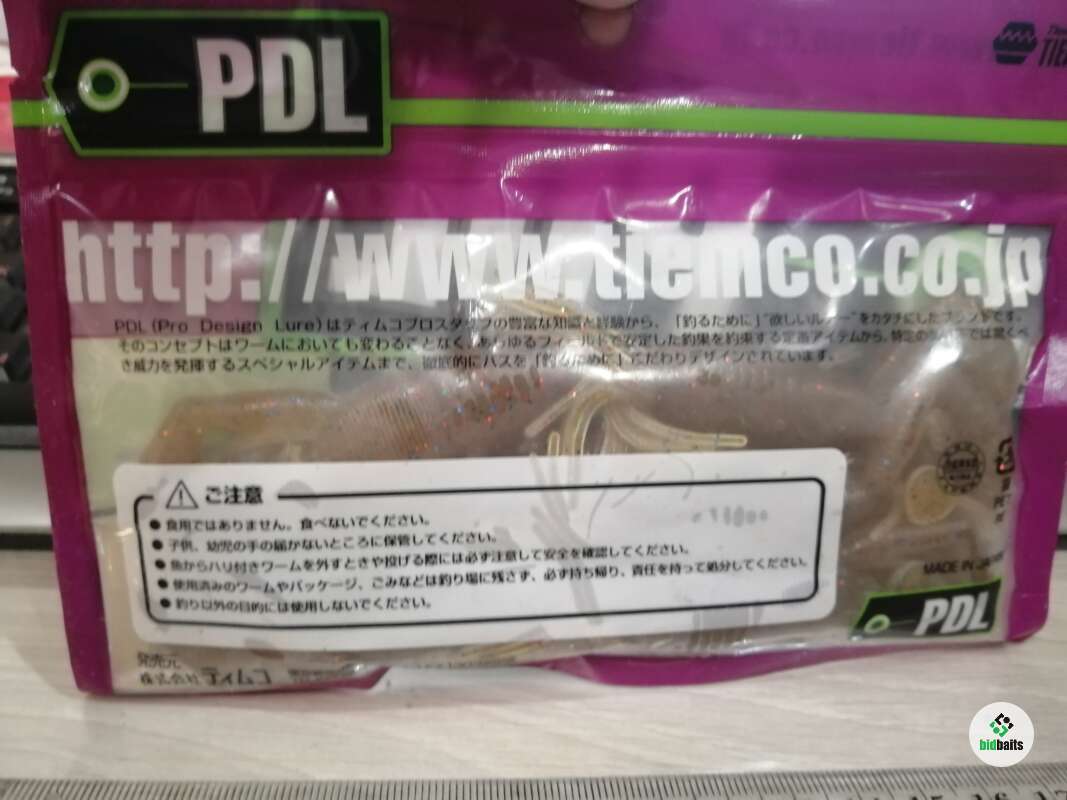 PDL
http://www.tiemco.co.jp
PDL (Pro Design Lure)はティムコプロスタッフの豊富な知識と経験から、「釣るために」"欲しいルアー"をカタチにしたブランドです。
そのコンセプトはワームにおいても変わることなく、あらゆるフィールドで安定した釣果を約束する定番アイテムから、特定の
では驚くべ
き威力を発揮するスペシャルアイテムまで、徹底的にバスを「釣るために」こだわりデザインされています。
ご注意
●食用ではありません。食べないでください。
●子供、幼児の手の届かないところに保管してください。
●魚からハリ付きワームを外すときや投げる際には必ず注意して安全を確認してください。
●使用済みのワームやパッケージ、ごみなどは釣り場に残さず、必ず持ち帰り、責任を持って処分してください。
●釣り以外の目的には使用しないでください。
MADE IN
PDL
発売元
株式会社ティムコ
bidbaits
15 16 17